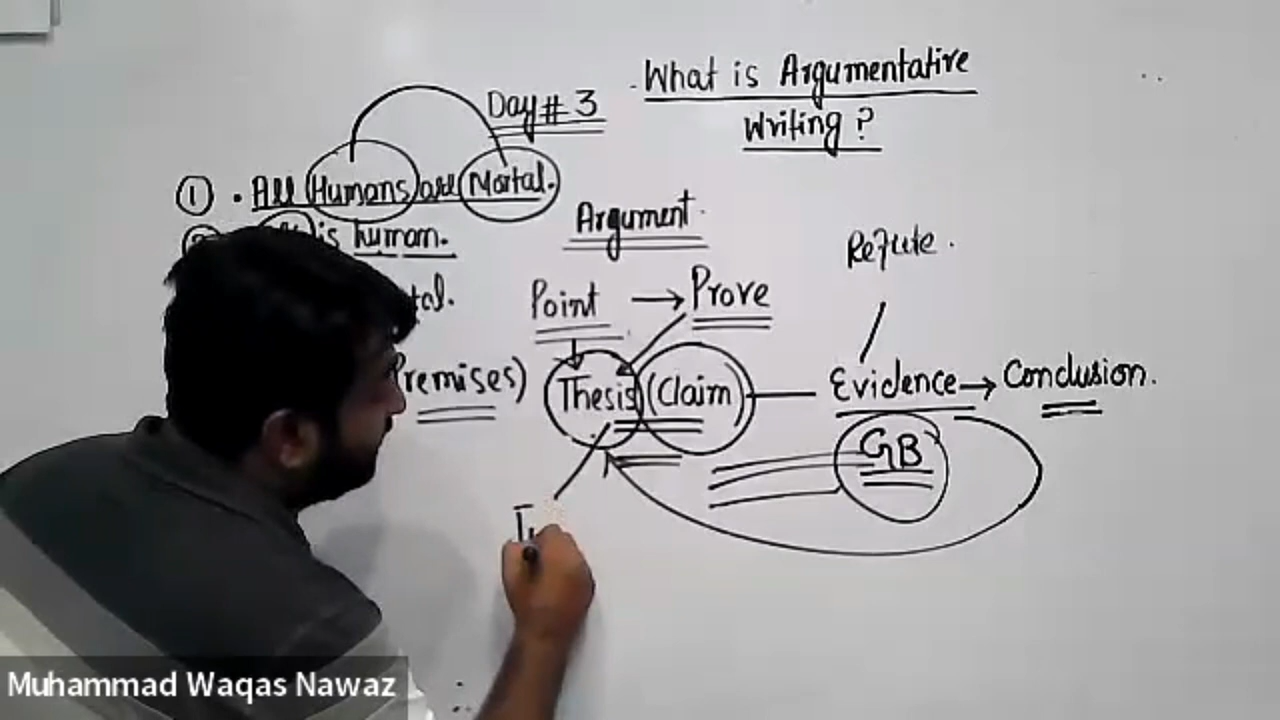 What is Argumentative
Writing ?
Day # 3
① . All Humans are Mortal.
is human.
Argument.
Refute.
Point → Prove
Premises)
Thesis (Claim) — Evidence → Conclusion.
GB
Muhammad Waqas Nawaz